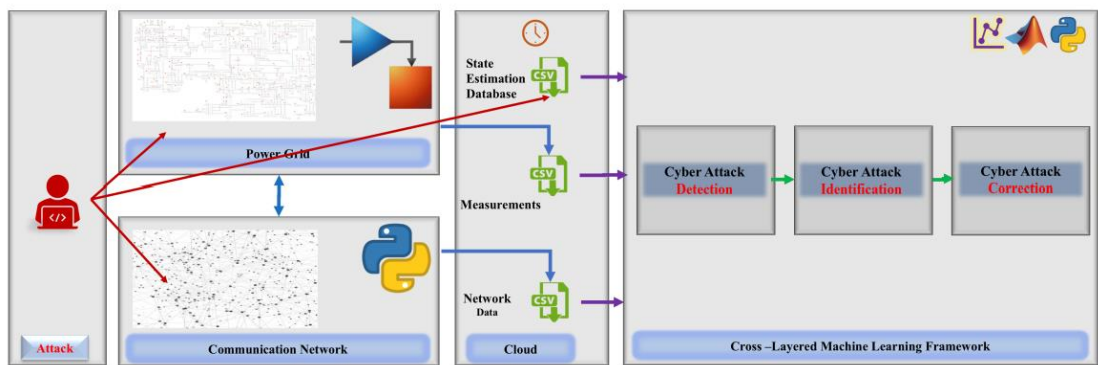 Attack
Power Grid
Communication Network
State
Estimation
Database
CSV
CSV
Measurements
Network
Data
CSV
Cloud
Cyber Attack
Detection
Cyber Attack
Identification
Cyber Attack
Correction
Cross –Layered Machine Learning Framework